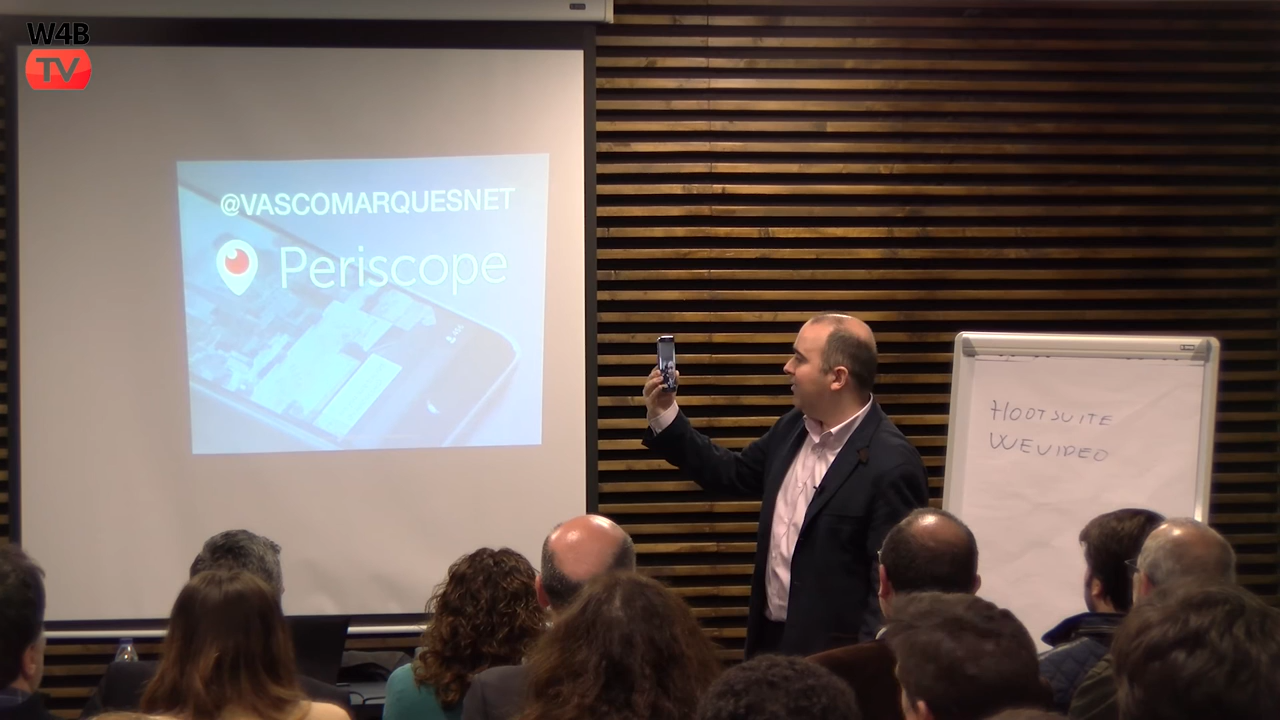 W4B
TV
@VASCOMARQUESNET
Periscope
HOOTSUITE
WEVIDEO